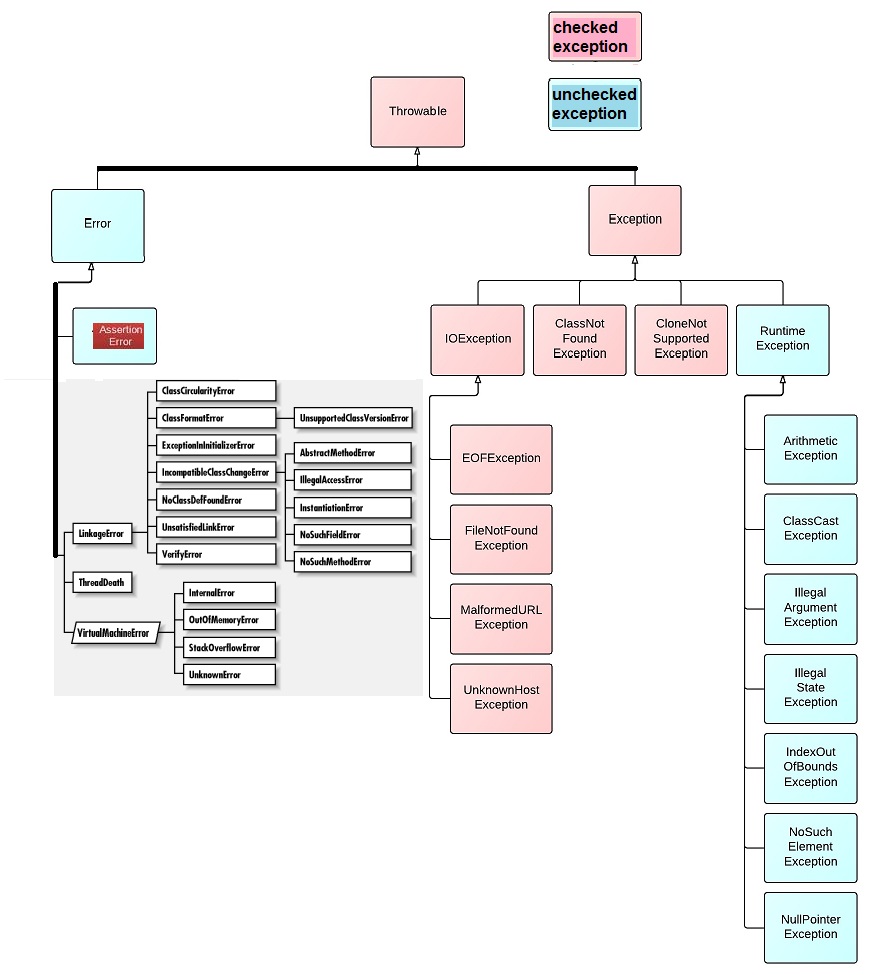 checked
exception
unchecked
exception
Throwable
Error
Exception
Assertion
Error
IOException
ClassNot
Found
Exception
CloneNot
Supported
Exception
Runtime
Exception
ClassCircularityError
ClassFormatError
UnsupportedClassVersionError
ExceptionInInitializerError
IncompatibleClassChangeError
AbstractMethodError
IllegalAccessError
InstantiationError
NoSuchFieldError
NoSuchMethodError
NoClassDefFoundError
UnsatisfiedLinkError
VerifyError
LinkageError
ThreadDeath
VirtualMachineError
InternalError
OutOfMemoryError
StackOverflowError
UnknownError
EOFException
FileNotFound
Exception
MalformedURL
Exception
UnknownHost
Exception
Arithmetic
Exception
ClassCast
Exception
Illegal
Argument
Exception
Illegal
State
Exception
IndexOut
OfBounds
Exception
NoSuch
Element
Exception
NullPointer
Exception